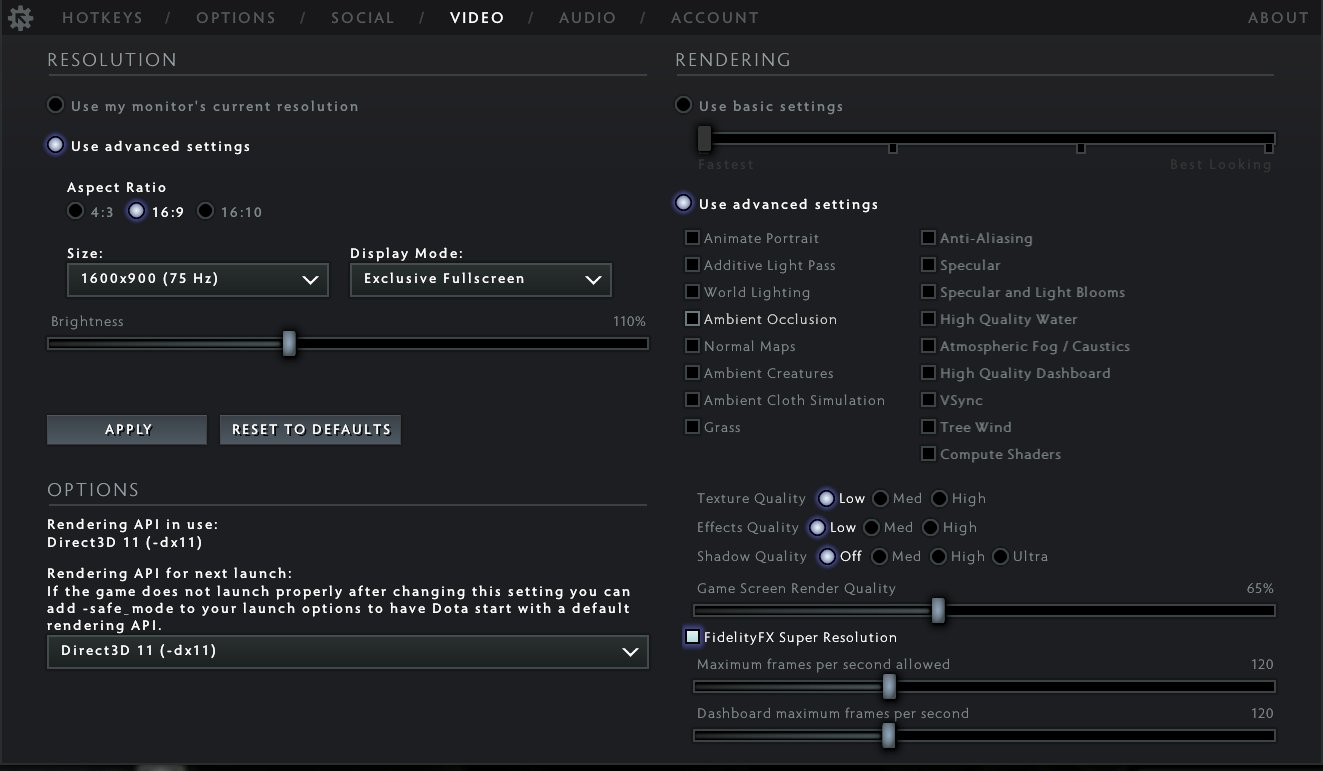 HOTKEYS / OPTIONS / SOCIAL / VIDEO / AUDIO / ACCOUNT ABOUT
RESOLUTION
Use my monitor's current resolution
Use advanced settings
Aspect Ratio
4:3 16:9 16:10
Size: Display Mode:
1600x900 (75 Hz) Exclusive Fullscreen
Brightness 110%
APPLY RESET TO DEFAULTS
OPTIONS
Rendering API in use:
Direct3D 11 (-dx11)
Rendering API for next launch:
If the game does not launch properly after changing this setting you can
add -safe_mode to your launch options to have Dota start with a default
rendering API.
Direct3D 11 (-dx11)
RENDERING
Use basic settings
Fastest Best Looking
Use advanced settings
Animate Portrait
Additive Light Pass
World Lighting
Ambient Occlusion
Normal Maps
Ambient Creatures
Ambient Cloth Simulation
Grass
Anti-Aliasing
Specular
Specular and Light Blooms
High Quality Water
Atmospheric Fog / Caustics
High Quality Dashboard
VSync
Tree Wind
Compute Shaders
Texture Quality Low Med High
Effects Quality Low Med High
Shadow Quality Off Med High Ultra
Game Screen Render Quality 65%
FidelityFX Super Resolution
Maximum frames per second allowed 120
Dashboard maximum frames per second 120